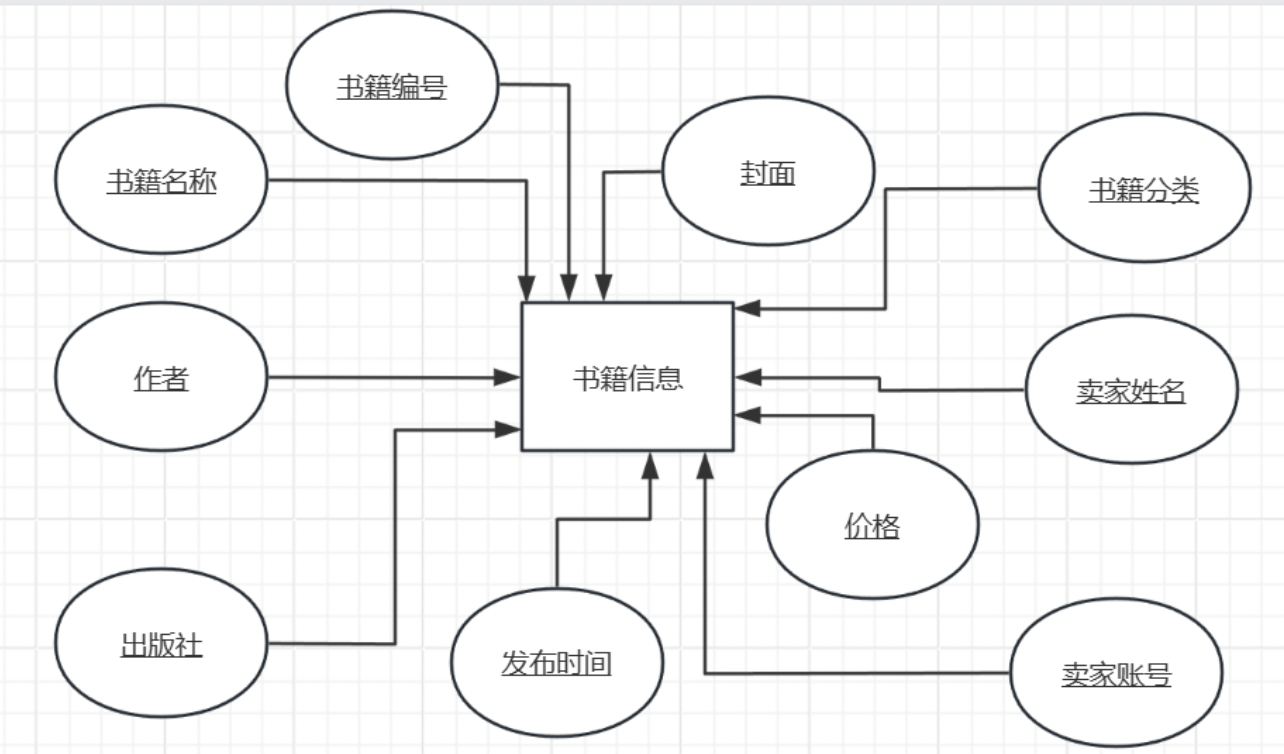 书籍编号
封面
书籍名称
书籍分类
作者
书籍信息
卖家姓名
价格
出版社
发布时间
卖家账号